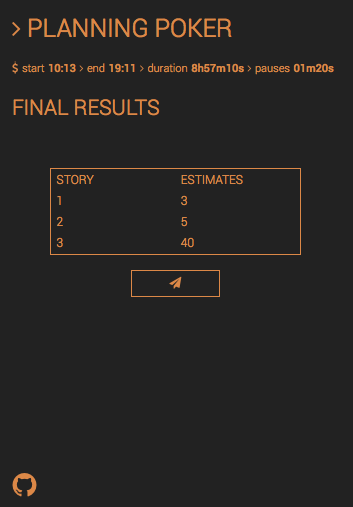 > PLANNING POKER
$ start 10:13 > end 19:11 > duration 8h57m10s > pauses 01m20s
FINAL RESULTS
STORY ESTIMATES
1 3
2 5
3 40